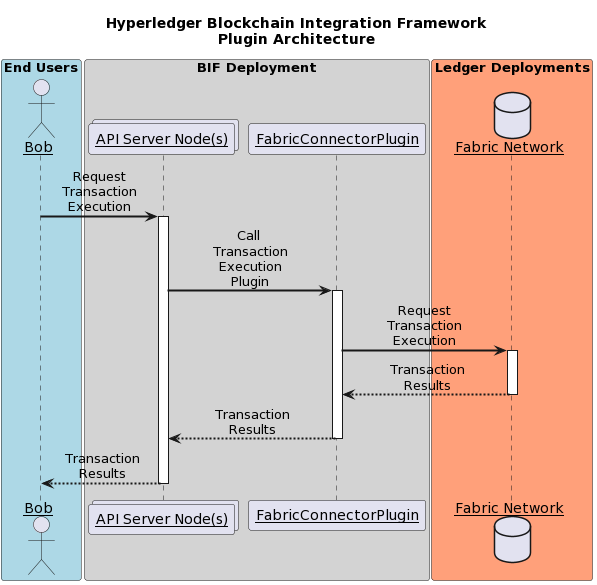 Hyperledger Blockchain Integration Framework
Plugin Architecture
End Users
BIF Deployment
Ledger Deployments
Bob
API Server Node(s)
FabricConnectorPlugin
Fabric Network
Request
Transaction
Execution
Call
Transaction
Execution
Plugin
Request
Transaction
Execution
Transaction
Results
Transaction
Results
Transaction
Results
Bob
API Server Node(s)
FabricConnectorPlugin
Fabric Network